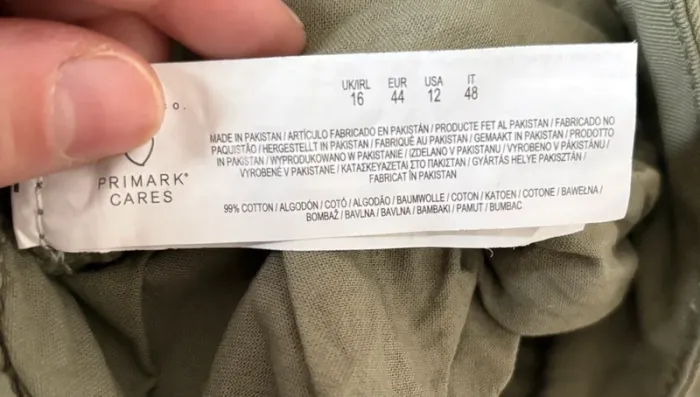 UK/IRL EUR USA IT
16 44 12 48
o.
PRIMARK®
CARES
MADE IN PAKISTAN / ARTÍCULO FABRICADO EN PAKISTÁN / PRODUCTE FET AL PAKISTAN / FABRICADO NO
PAQUISTÃO / HERGESTELLT IN PAKISTAN / FABRIQUÉ AU PAKISTAN / GEMAAKT IN PAKISTAN / PRODOTTO
IN PAKISTAN / WYPRODUKOWANO W PAKISTANIE / IZDELANO V PAKISTANU / VYROBENO V PÁKISTÁNU /
VYROBENÉ V PAKISTANE / ΚΑΤΑΣΚΕΥΑΖΕΤΑΙ ΣΤΟ ΠΑΚΙΣΤΑΝ / GYÁRTÁS HELYE PAKISZTÁN /
FABRICAT ÎN PAKISTAN
99% COTTON / ALGODÓN / COTÓ / ALGODÃO / BAUMWOLLE / COTON / KATOEN / COTONE / BAWEŁNA /
BOMBAŽ / BAVLNA / BAVLNA / ΒΑΜΒΑΚΙ / PAMUT / BUMBAC